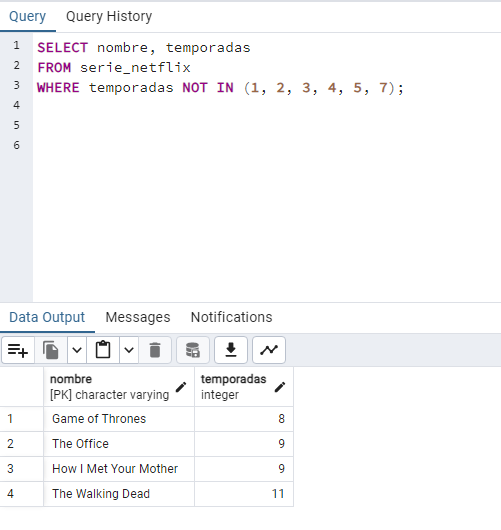 Query Query History
1 SELECT nombre, temporadas
2 FROM serie_netflix
3 WHERE temporadas NOT IN (1, 2, 3, 4, 5, 7);
4
5
6
Data Output Messages Notifications
nombre temporadas
[PK] character varying integer
1 Game of Thrones 8
2 The Office 9
3 How I Met Your Mother 9
4 The Walking Dead 11